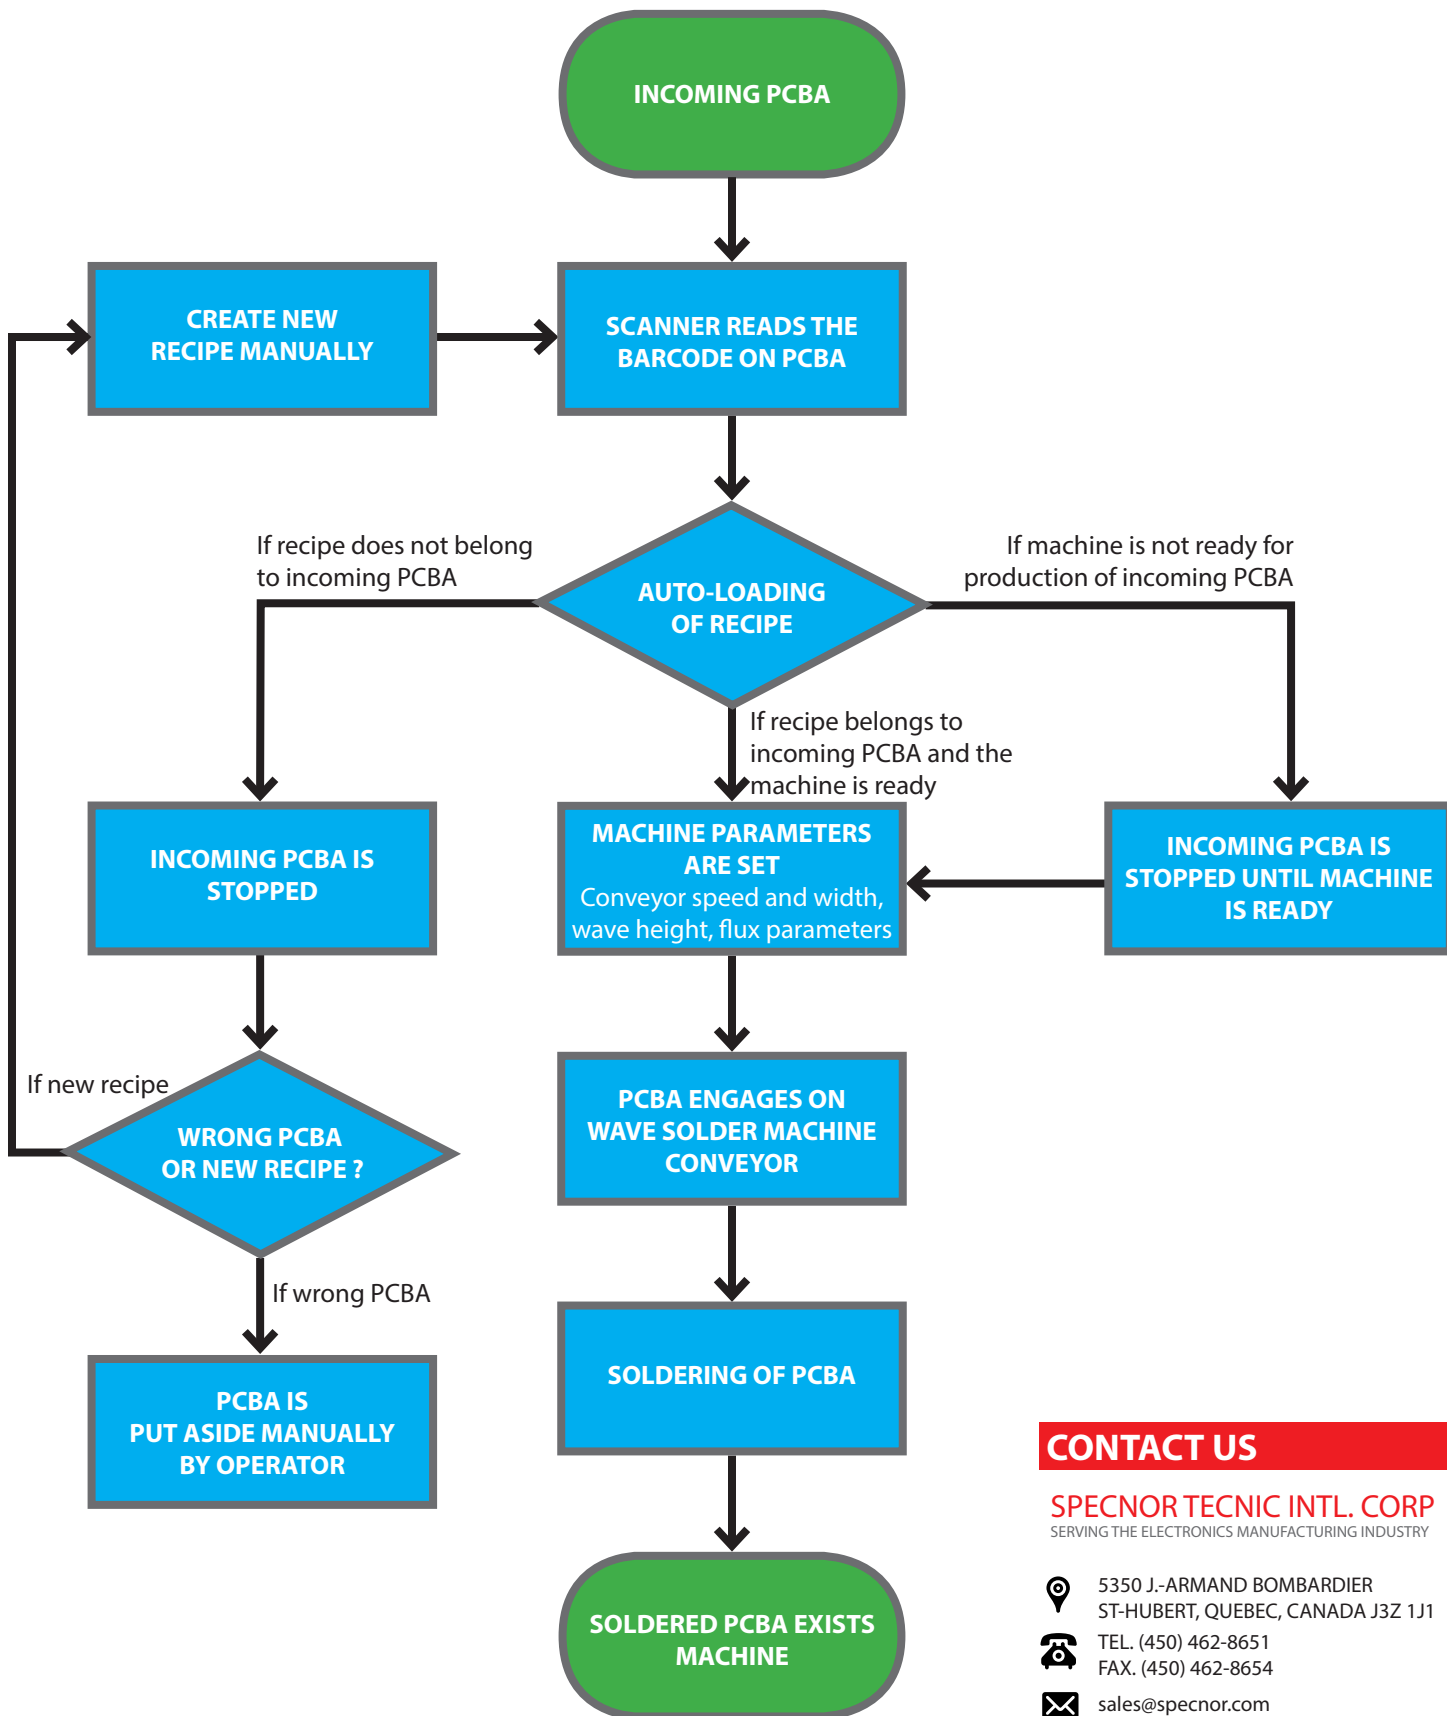 INCOMING PCBA
CREATE NEW
RECIPE MANUALLY
SCANNER READS THE
BARCODE ON PCBA
If recipe does not belong
to incoming PCBA
AUTO-LOADING
OF RECIPE
If machine is not ready for
production of incoming PCBA
If recipe belongs to
incoming PCBA and the
machine is ready
INCOMING PCBA IS
STOPPED
MACHINE PARAMETERS
ARE SET
Conveyor speed and width,
wave height, flux parameters
INCOMING PCBA IS
STOPPED UNTIL MACHINE
IS READY
If new recipe
WRONG PCBA
OR NEW RECIPE ?
PCBA ENGAGES ON
WAVE SOLDER MACHINE
CONVEYOR
If wrong PCBA
PCBA IS
PUT ASIDE MANUALLY
BY OPERATOR
SOLDERING OF PCBA
SOLDERED PCBA EXISTS
MACHINE
CONTACT US
SPECNOR TECNIC INTL. CORP
SERVING THE ELECTRONICS MANUFACTURING INDUSTRY
5350 J.-ARMAND BOMBARDIER
ST-HUBERT, QUEBEC, CANADA J3Z 1J1
TEL. (450) 462-8651
FAX. (450) 462-8654
sales@specnor.com